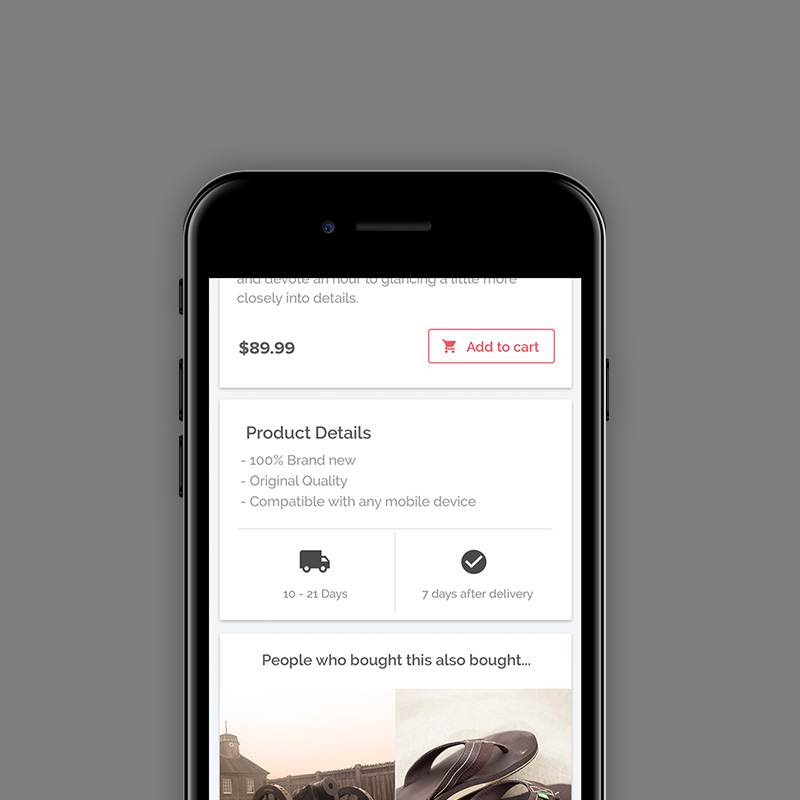 and devote an hour to glancing a little more
closely into details.
$89.99
Add to cart
Product Details
- 100% Brand new
- Original Quality
- Compatible with any mobile device
10 - 21 Days
7 days after delivery
People who bought this also bought...